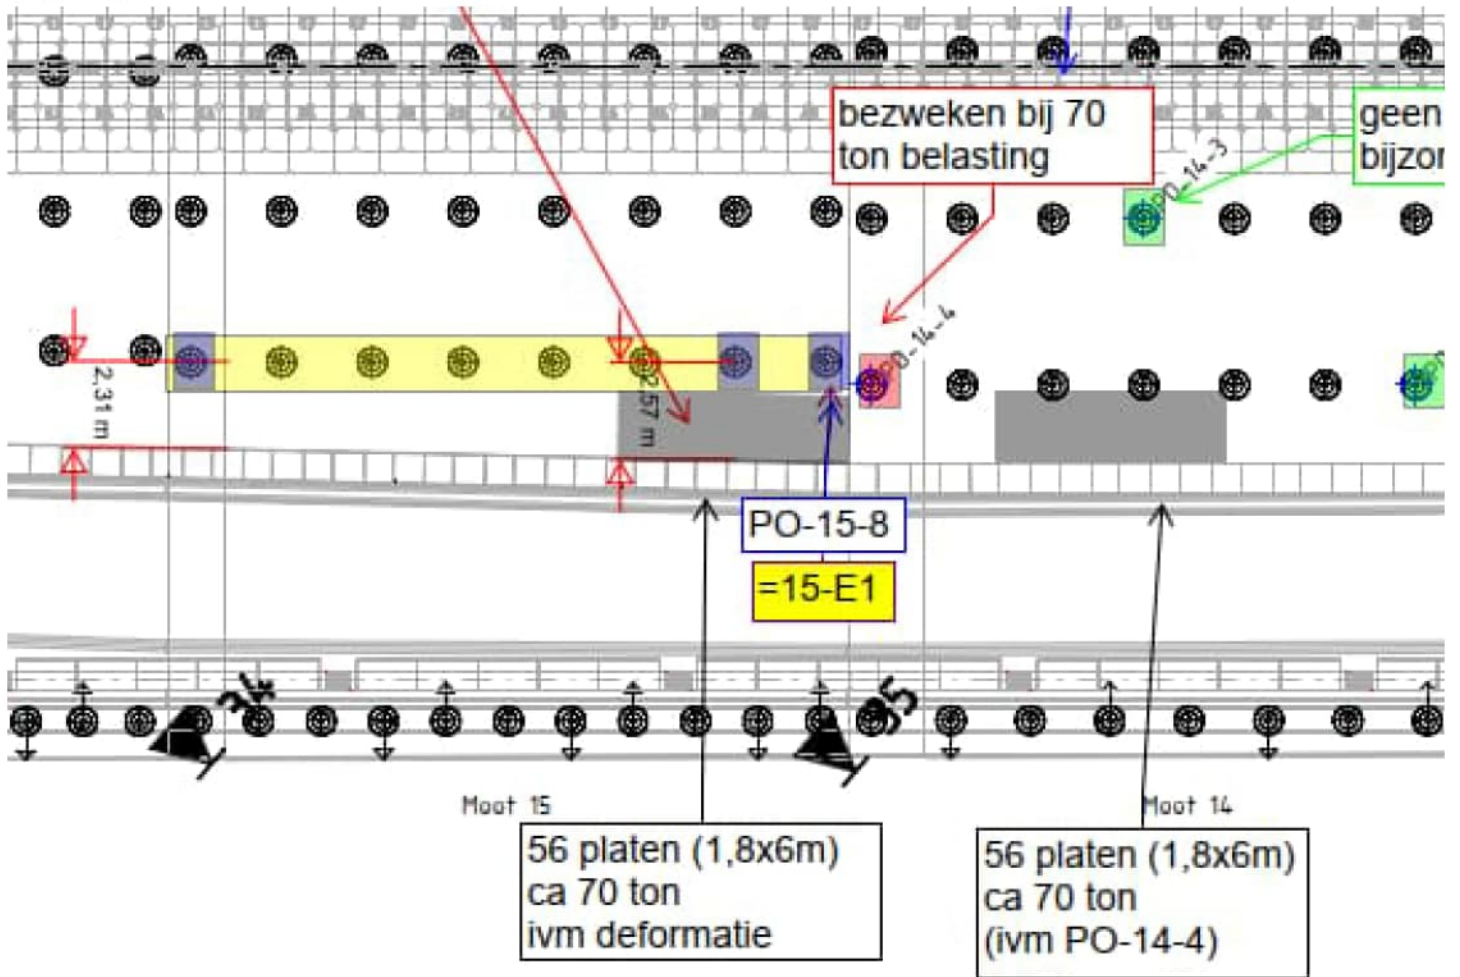 bezweken bij 70
ton belasting
geen
bijzor
PO-14-3
PO-14-4
2,31 m
2,57 m
PO-15-8
=15-E1
34
35
Moot 15
Moot 14
56 platen (1,8x6m)
ca 70 ton
ivm deformatie
56 platen (1,8x6m)
ca 70 ton
(ivm PO-14-4)